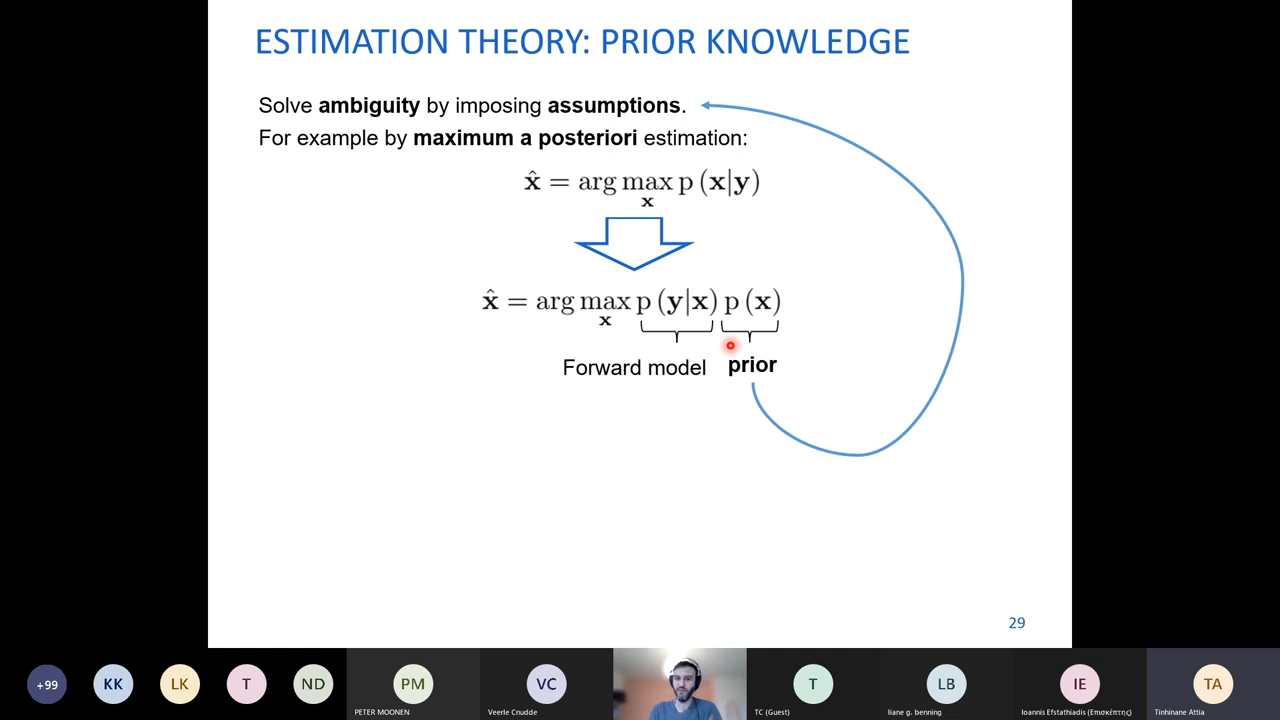 ESTIMATION THEORY: PRIOR KNOWLEDGE
Solve ambiguity by imposing assumptions.
For example by maximum a posteriori estimation:
x̂ = arg max p (x|y)
x
x̂ = arg max p (y|x) p (x)
x
Forward model prior
29
+99 KK LK T ND PM VC T LB IE TA
PETER MOONEN Veerle Cnudde TC (Guest) liane g. benning Ioannis Efstathiadis (Επισκέπτης) Tinhinane Attia